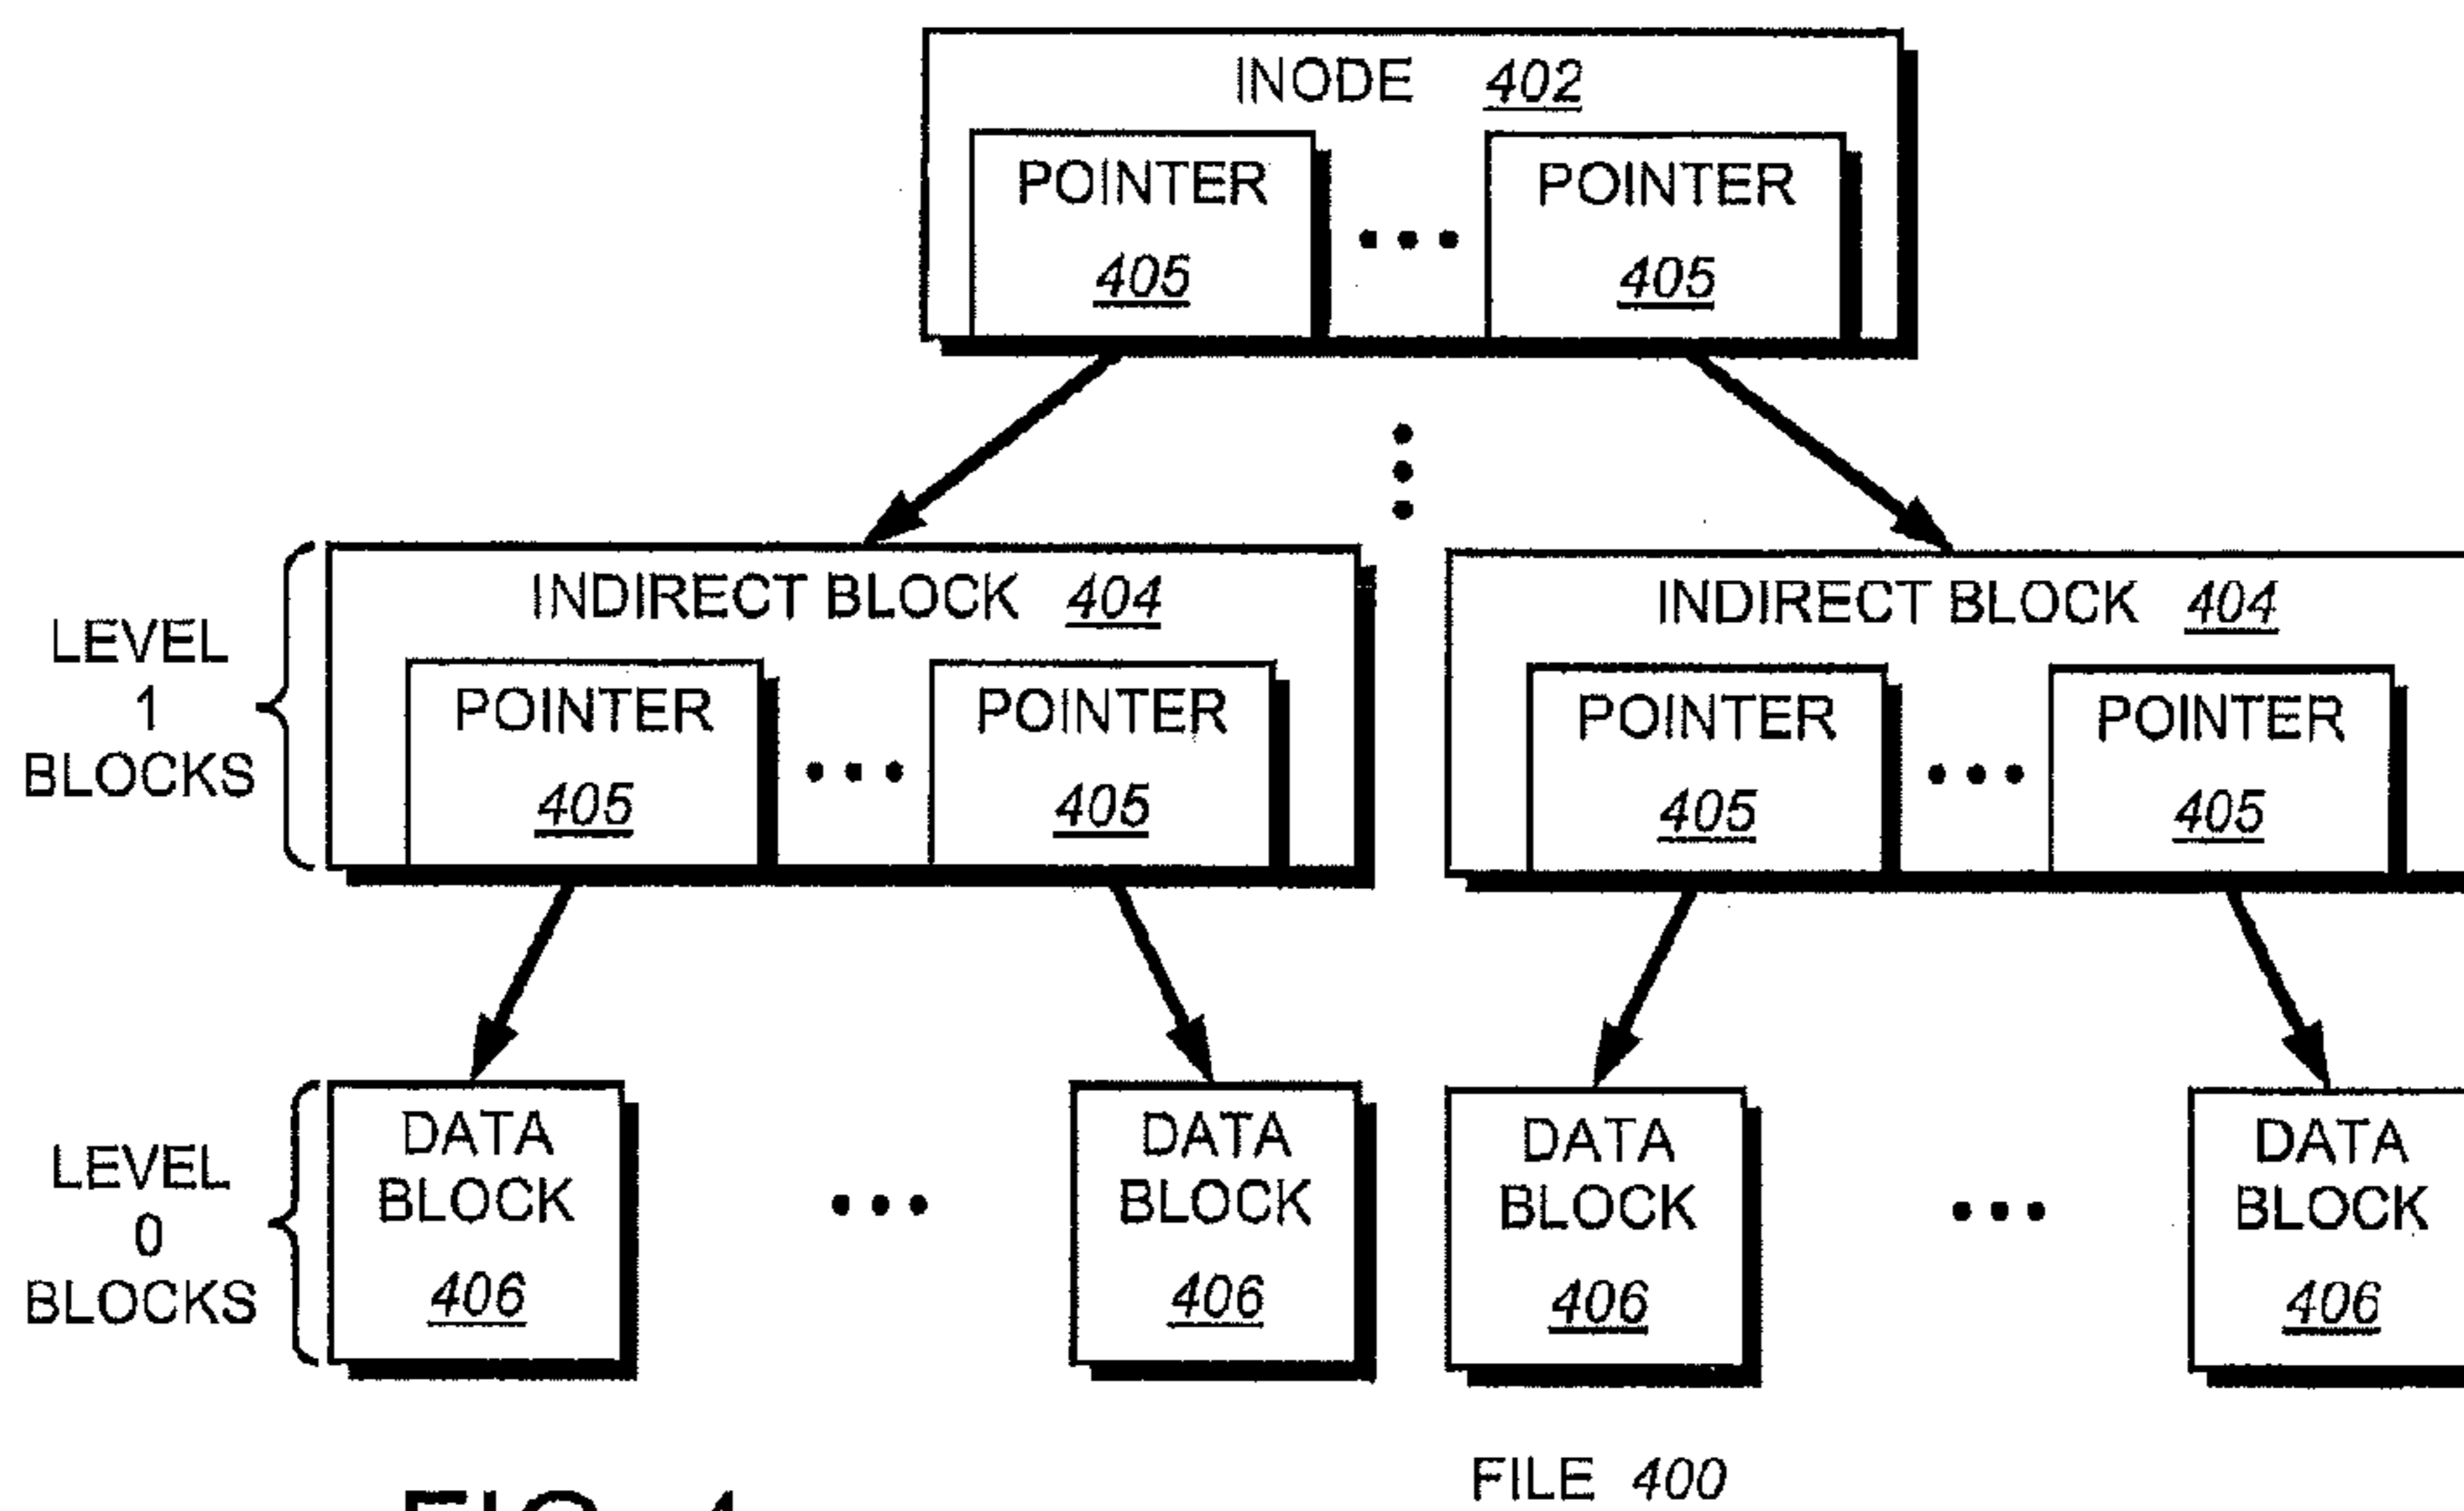 INODE 402
POINTER POINTER
405 405
INDIRECT BLOCK 404 INDIRECT BLOCK 404
LEVEL
1
BLOCKS
POINTER POINTER POINTER POINTER
405 405 405 405
LEVEL
0
BLOCKS
DATA DATA DATA DATA
BLOCK BLOCK BLOCK BLOCK
406 406 406 406
FILE 400